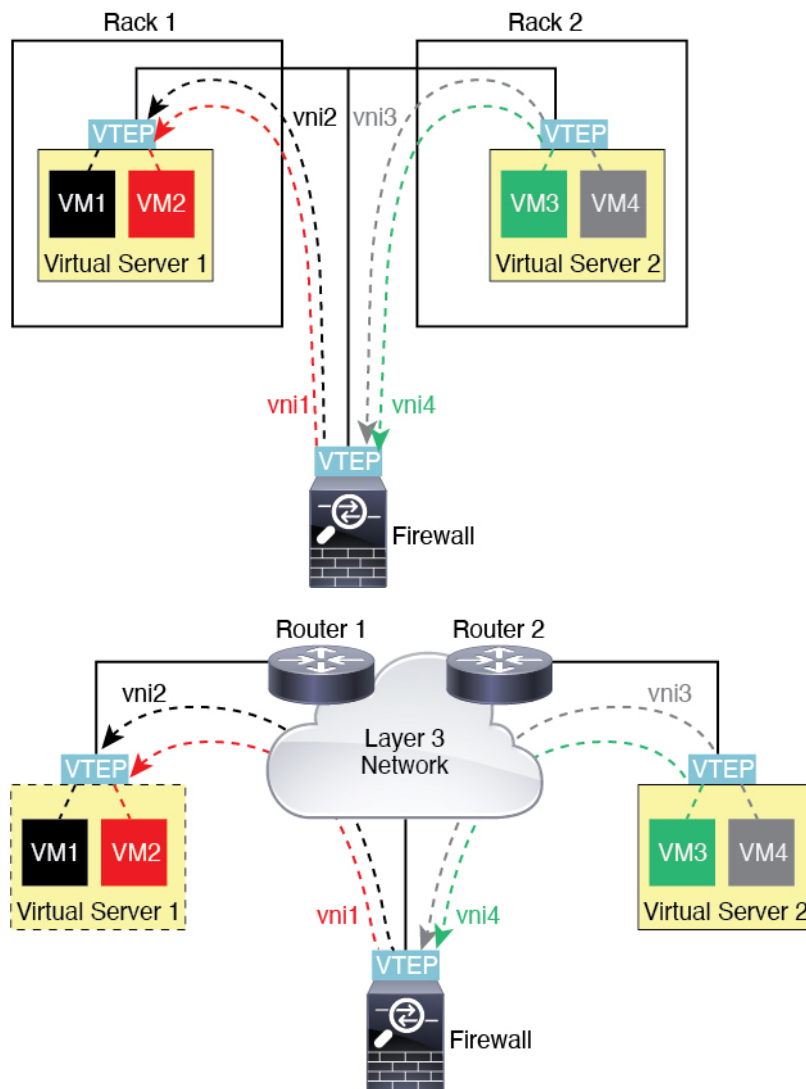 Rack 1
Rack 2
vni2
vni3
VTEP
VTEP
VM1
VM2
VM3
VM4
Virtual Server 1
Virtual Server 2
vni1
vni4
VTEP
Firewall
Router 1
Router 2
vni2
vni3
Layer 3
Network
VTEP
VTEP
VM1
VM2
VM3
VM4
Virtual Server 1
Virtual Server 2
vni1
vni4
VTEP
Firewall